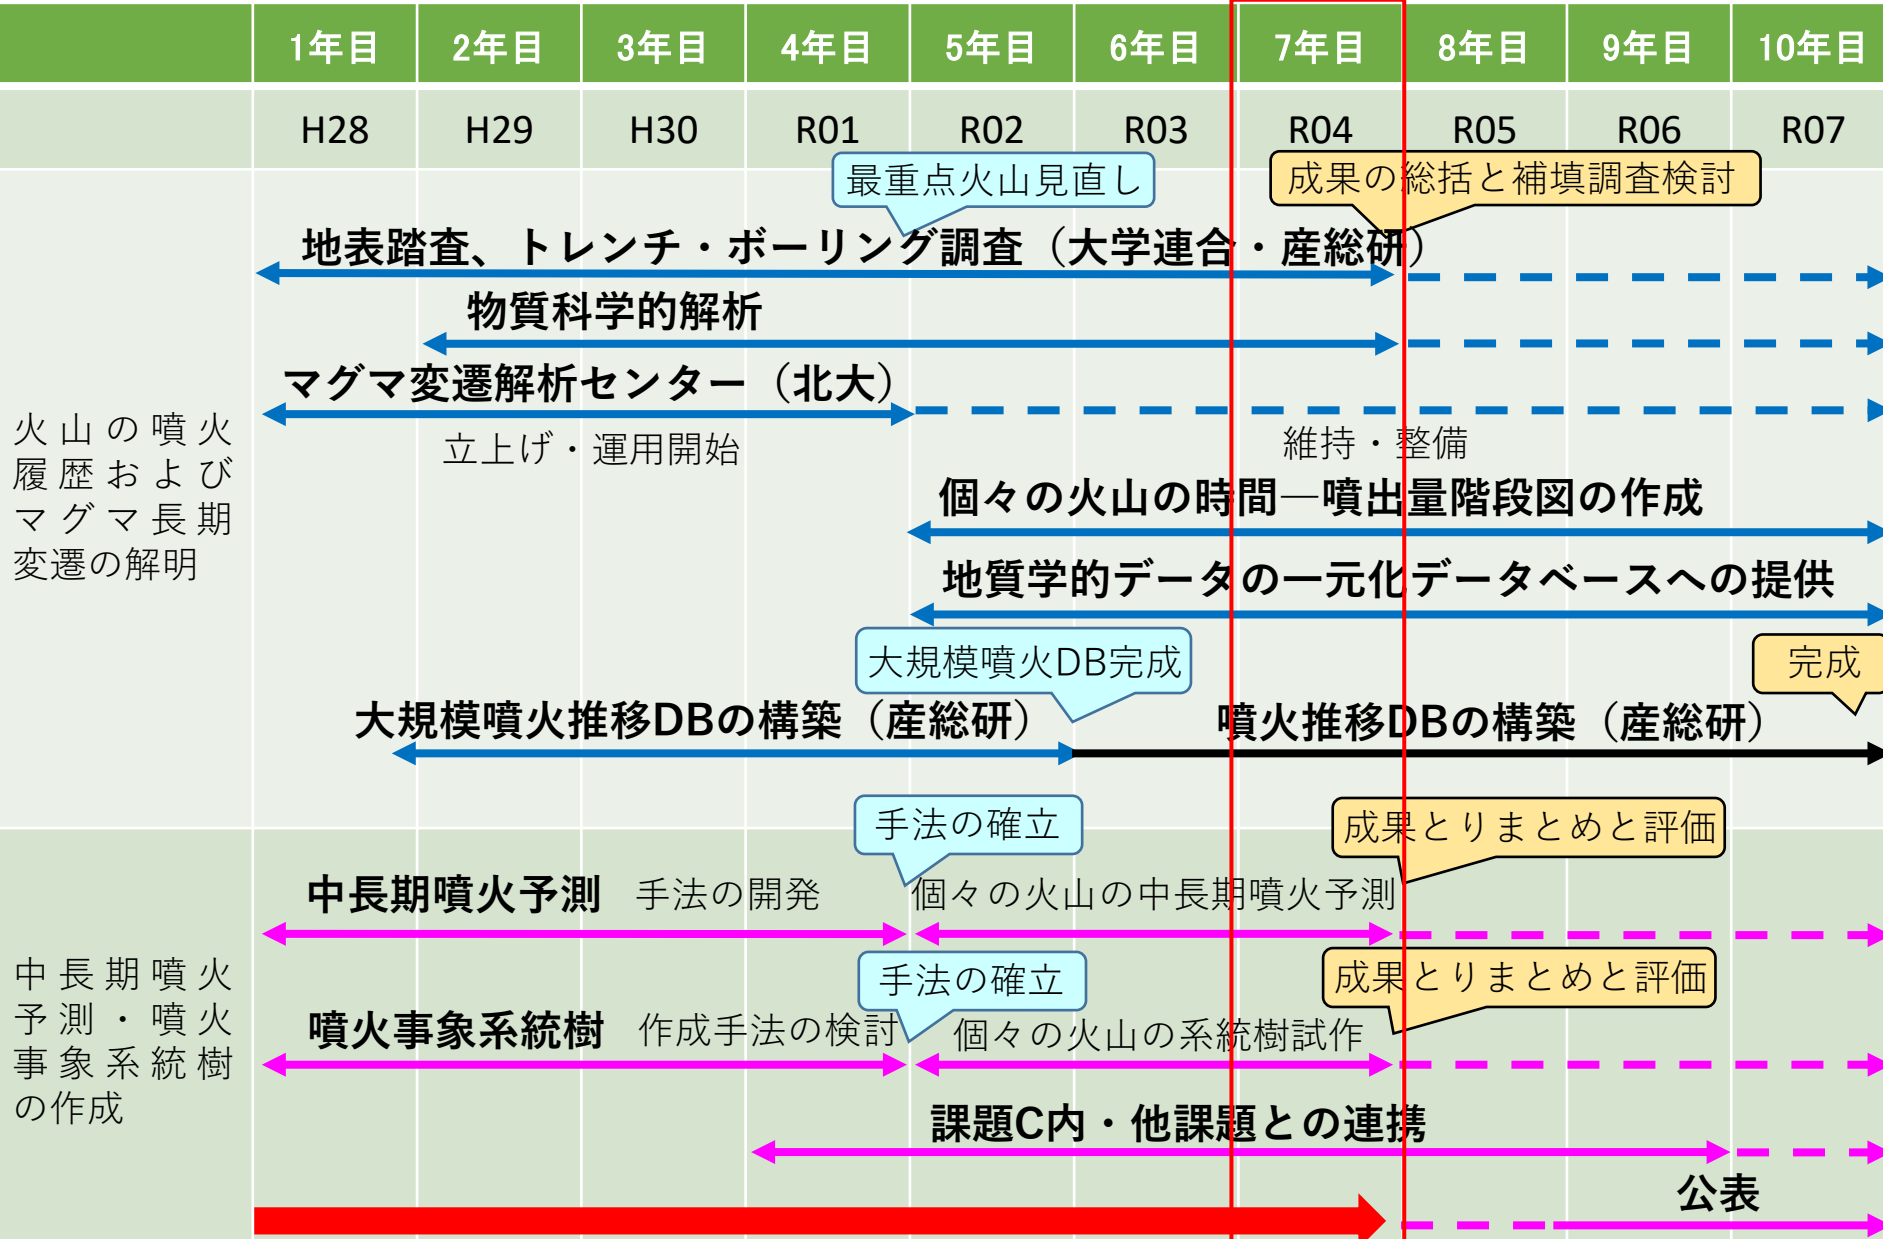 1年目 2年目 3年目 4年目 5年目 6年目 7年目 8年目 9年目 10年目
H28 H29 H30 R01 R02 R03 R04 R05 R06 R07
最重点火山見直し
成果の総括と補填調査検討
地表踏査、トレンチ・ボーリング調査（大学連合・産総研）
物質科学的解析
マグマ変遷解析センター（北大）
立上げ・運用開始
維持・整備
火山の噴火
履歴および
マグマ長期
変遷の解明
個々の火山の時間―噴出量階段図の作成
地質学的データの一元化データベースへの提供
大規模噴火DB完成
完成
大規模噴火推移DBの構築（産総研）
噴火推移DBの構築（産総研）
手法の確立
成果とりまとめと評価
中長期噴火予測 手法の開発
個々の火山の中長期噴火予測
中長期噴火
予測・噴火
事象系統樹
の作成
手法の確立
成果とりまとめと評価
噴火事象系統樹 作成手法の検討
個々の火山の系統樹試作
課題C内・他課題との連携
公表